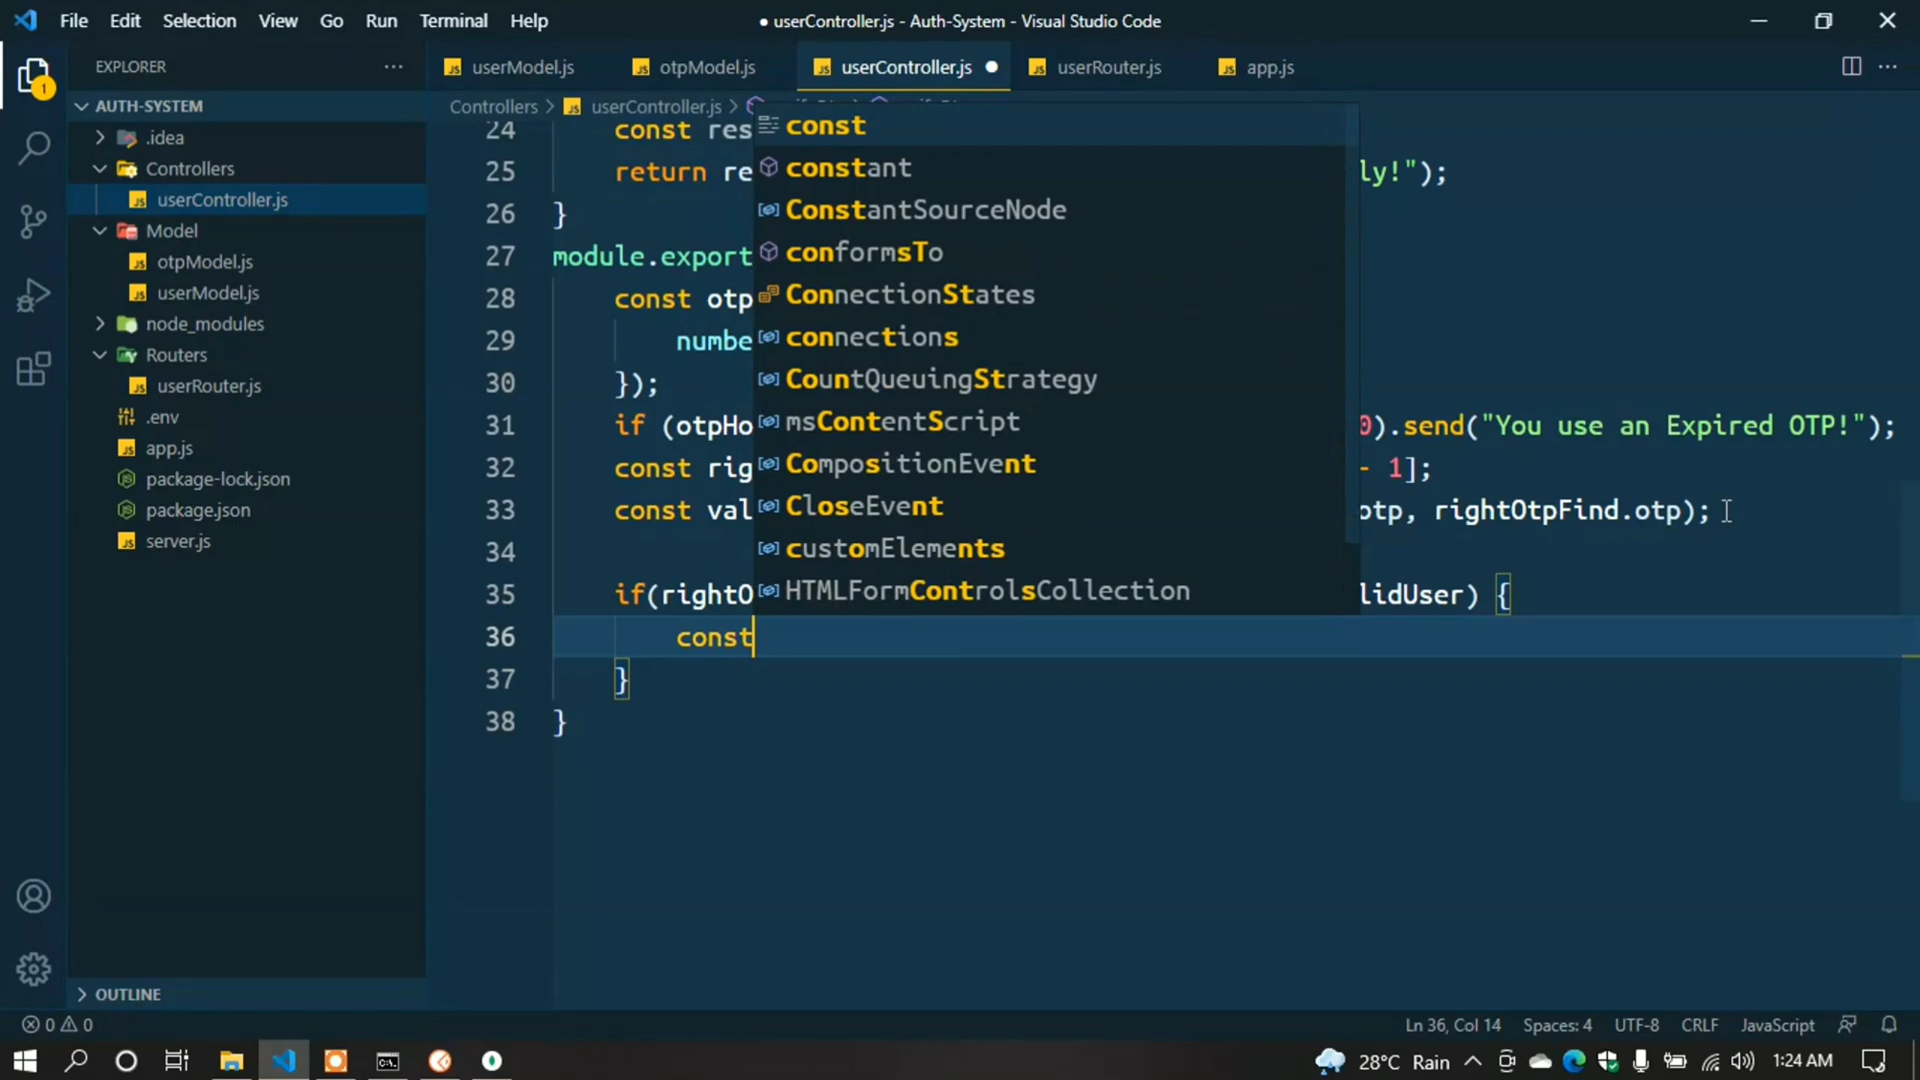 File Edit Selection View Go Run Terminal Help
● userController.js - Auth-System - Visual Studio Code
EXPLORER
userModel.js
otpModel.js
userController.js
userRouter.js
app.js
AUTH-SYSTEM
.idea
Controllers
userController.js
Model
otpModel.js
userModel.js
node_modules
Routers
userRouter.js
.env
app.js
package-lock.json
package.json
server.js
OUTLINE
1
Controllers > userController.js >
24 const res
25 return re ly!");
26 }
27 module.export
28 const otp
29 numbe
30 });
31 if (otpHo 0).send("You use an Expired OTP!");
32 const rig - 1];
33 const val otp, rightOtpFind.otp);
34
35 if(rightO lidUser) {
36 const
37 }
38 }
const
constant
ConstantSourceNode
conformsTo
ConnectionStates
connections
CountQueuingStrategy
msContentScript
CompositionEvent
CloseEvent
customElements
HTMLFormControlsCollection
0 0
Ln 36, Col 14 Spaces: 4 UTF-8 CRLF JavaScript
28°C Rain 1:24 AM